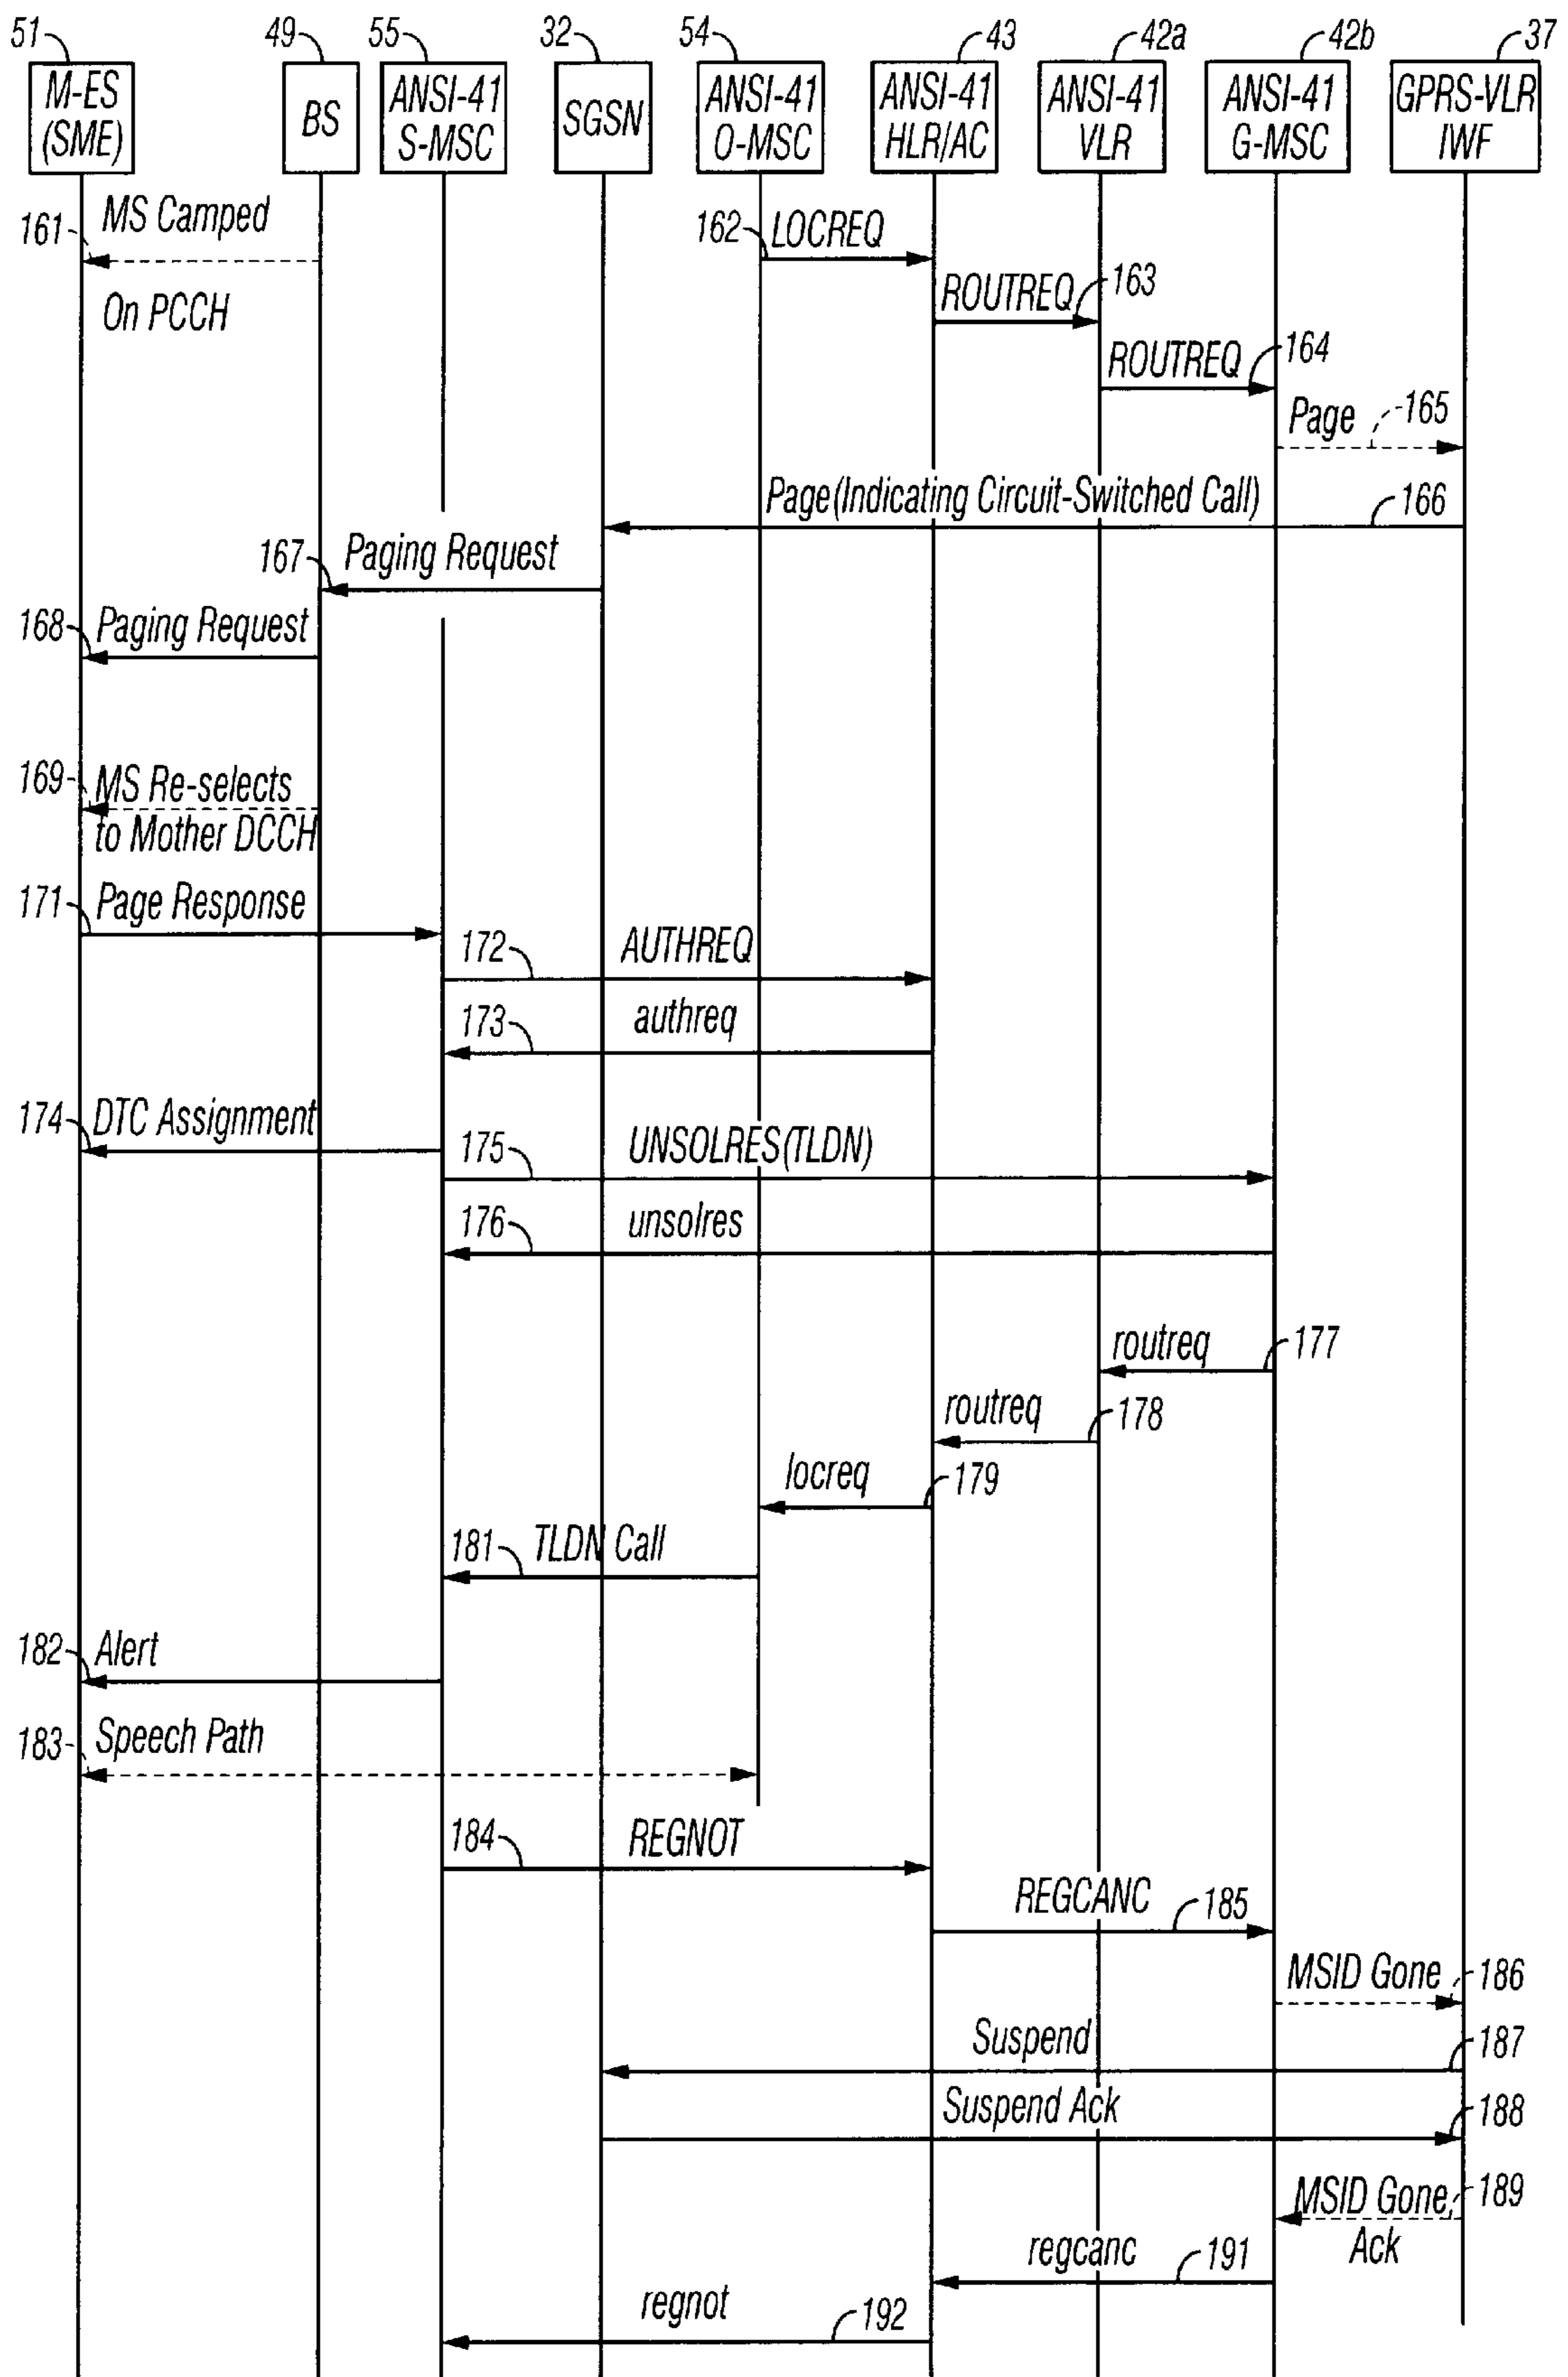 51 49 55 32 54 43 42a 42b 37
M-ES
(SME)
BS
ANSI-41
S-MSC
SGSN
ANSI-41
O-MSC
ANSI-41
HLR/AC
ANSI-41
VLR
ANSI-41
G-MSC
GPRS-VLR
IWF
161 MS Camped
On PCCH
162 LOCREQ
ROUTREQ 163
ROUTREQ 164
Page 165
Page (Indicating Circuit-Switched Call) 166
167 Paging Request
168 Paging Request
169 MS Re-selects
to Mother DCCH
171 Page Response
172 AUTHREQ
173 authreq
174 DTC Assignment
175 UNSOLRES (TLDN)
176 unsolres
routreq 177
routreq 178
locreq 179
181 TLDN Call
182 Alert
183 Speech Path
184 REGNOT
REGCANC 185
MSID Gone 186
Suspend 187
Suspend Ack 188
MSID Gone 189
Ack
regcanc 191
regnot 192